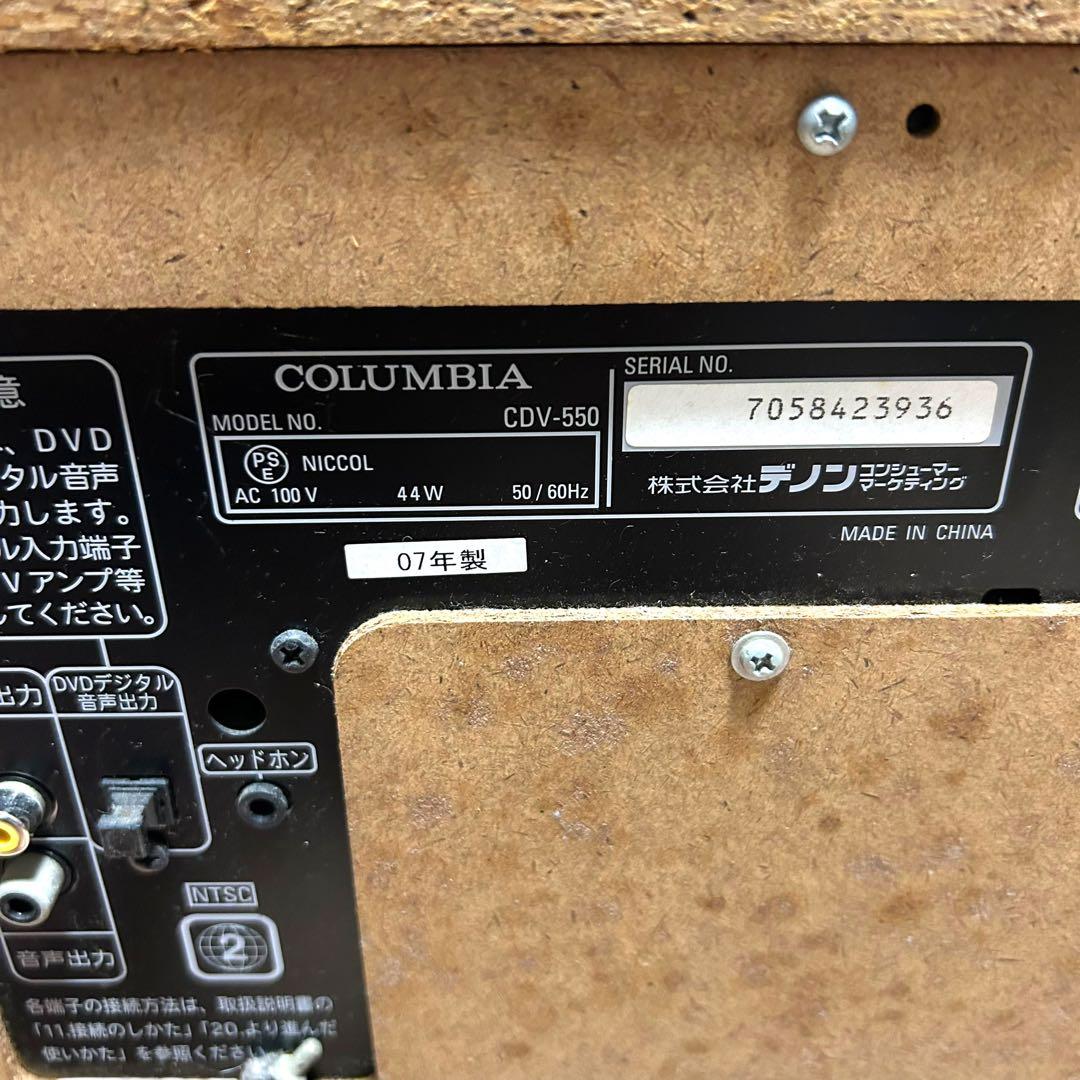 意
、DVD
タル音声
力します。
ル入力端子
Vアンプ等
してください。
COLUMBIA
MODEL NO. CDV-550
PSE NICCOL
AC 100V 44W 50/60Hz
SERIAL NO.
7058423936
株式会社デノン コンシューマー
マーケティング
MADE IN CHINA
07年製
出力
DVDデジタル
音声出力
ヘッドホン
音声出力
NTSC
2
各端子の接続方法は、取扱説明書の
「11.接続のしかた」「20.より進んだ
使いかた」を参照ください。